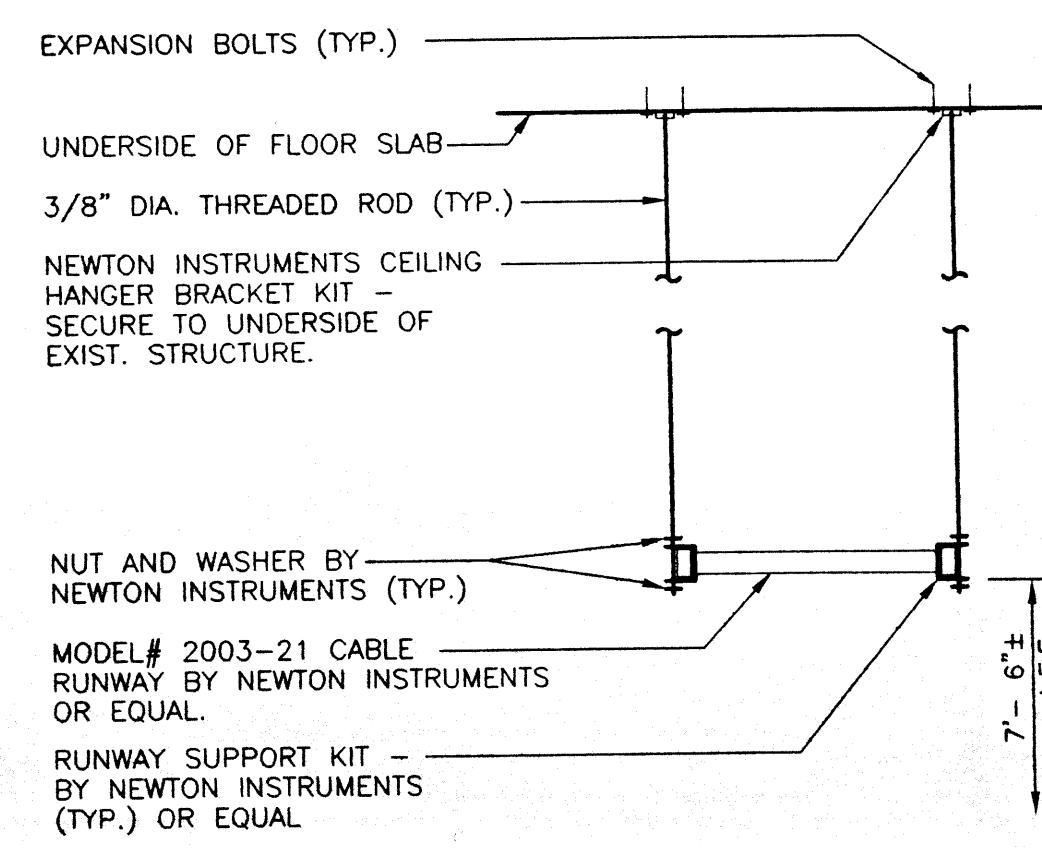 EXPANSION BOLTS (TYP.)
UNDERSIDE OF FLOOR SLAB
3/8" DIA. THREADED ROD (TYP.)
NEWTON INSTRUMENTS CEILING
HANGER BRACKET KIT –
SECURE TO UNDERSIDE OF
EXIST. STRUCTURE.
NUT AND WASHER BY
NEWTON INSTRUMENTS (TYP.)
MODEL# 2003–21 CABLE
RUNWAY BY NEWTON INSTRUMENTS
OR EQUAL.
RUNWAY SUPPORT KIT –
BY NEWTON INSTRUMENTS
(TYP.) OR EQUAL
7'– 6"±